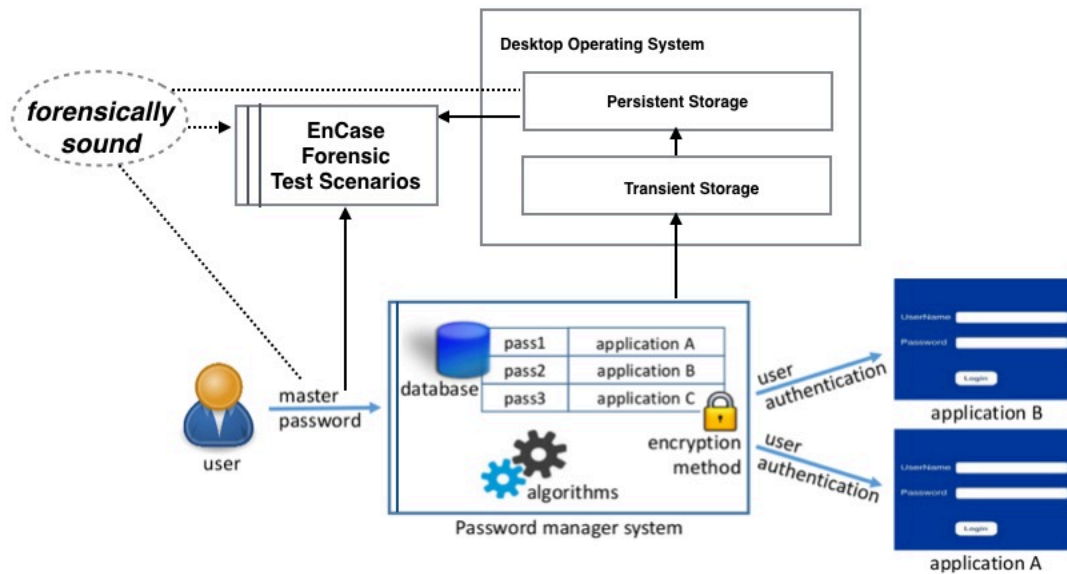 Desktop Operating System
Persistent Storage
Transient Storage
forensically
sound
EnCase
Forensic
Test Scenarios
user
master
password
database
pass1 application A
pass2 application B
pass3 application C
encryption
method
algorithms
Password manager system
user
authentication
user
authentication
UserName
Password
Login
application B
UserName
Password
Login
application A